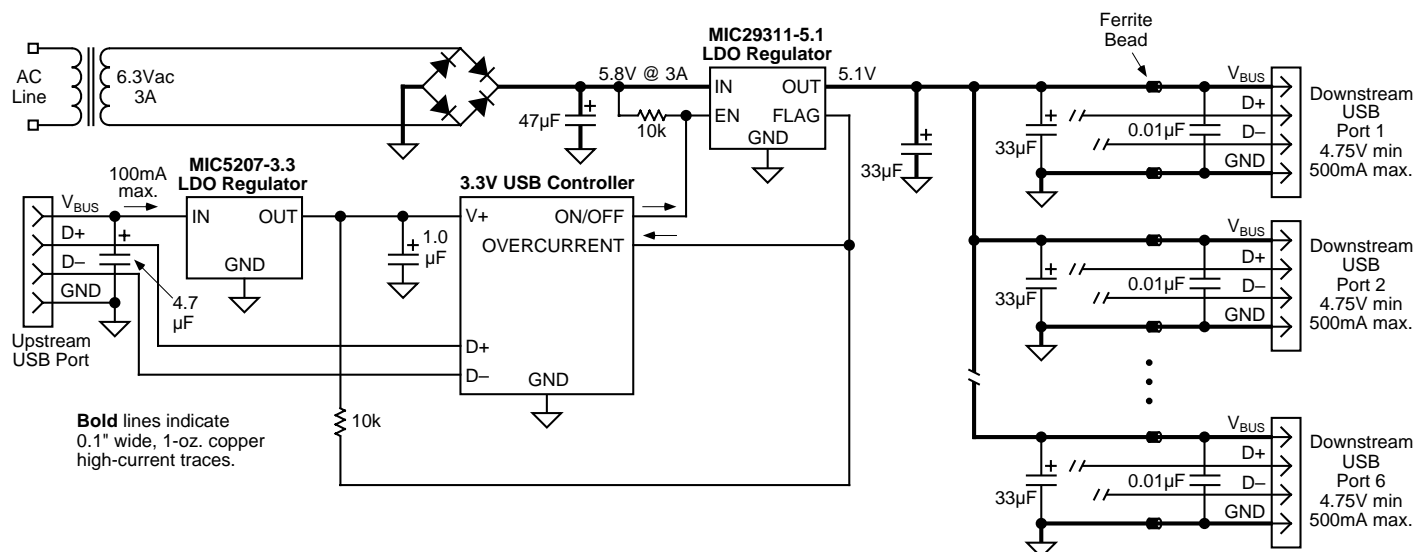 AC
Line
6.3Vac
3A
5.8V @ 3A
10k
47µF
MIC29311-5.1
LDO Regulator
IN
OUT
EN
FLAG
GND
5.1V
33µF
Ferrite
Bead
VBUS
D+
D–
GND
33µF
0.01µF
Downstream
USB
Port 1
4.75V min
500mA max.
100mA
max.
MIC5207-3.3
LDO Regulator
IN
OUT
GND
VBUS
D+
D–
GND
Upstream
USB Port
4.7
µF
1.0
µF
3.3V USB Controller
V+
ON/OFF
OVERCURRENT
D+
D–
GND
10k
VBUS
D+
D–
GND
33µF
0.01µF
Downstream
USB
Port 2
4.75V min
500mA max.
Bold lines indicate
0.1" wide, 1-oz. copper
high-current traces.
VBUS
D+
D–
GND
33µF
0.01µF
Downstream
USB
Port 6
4.75V min
500mA max.